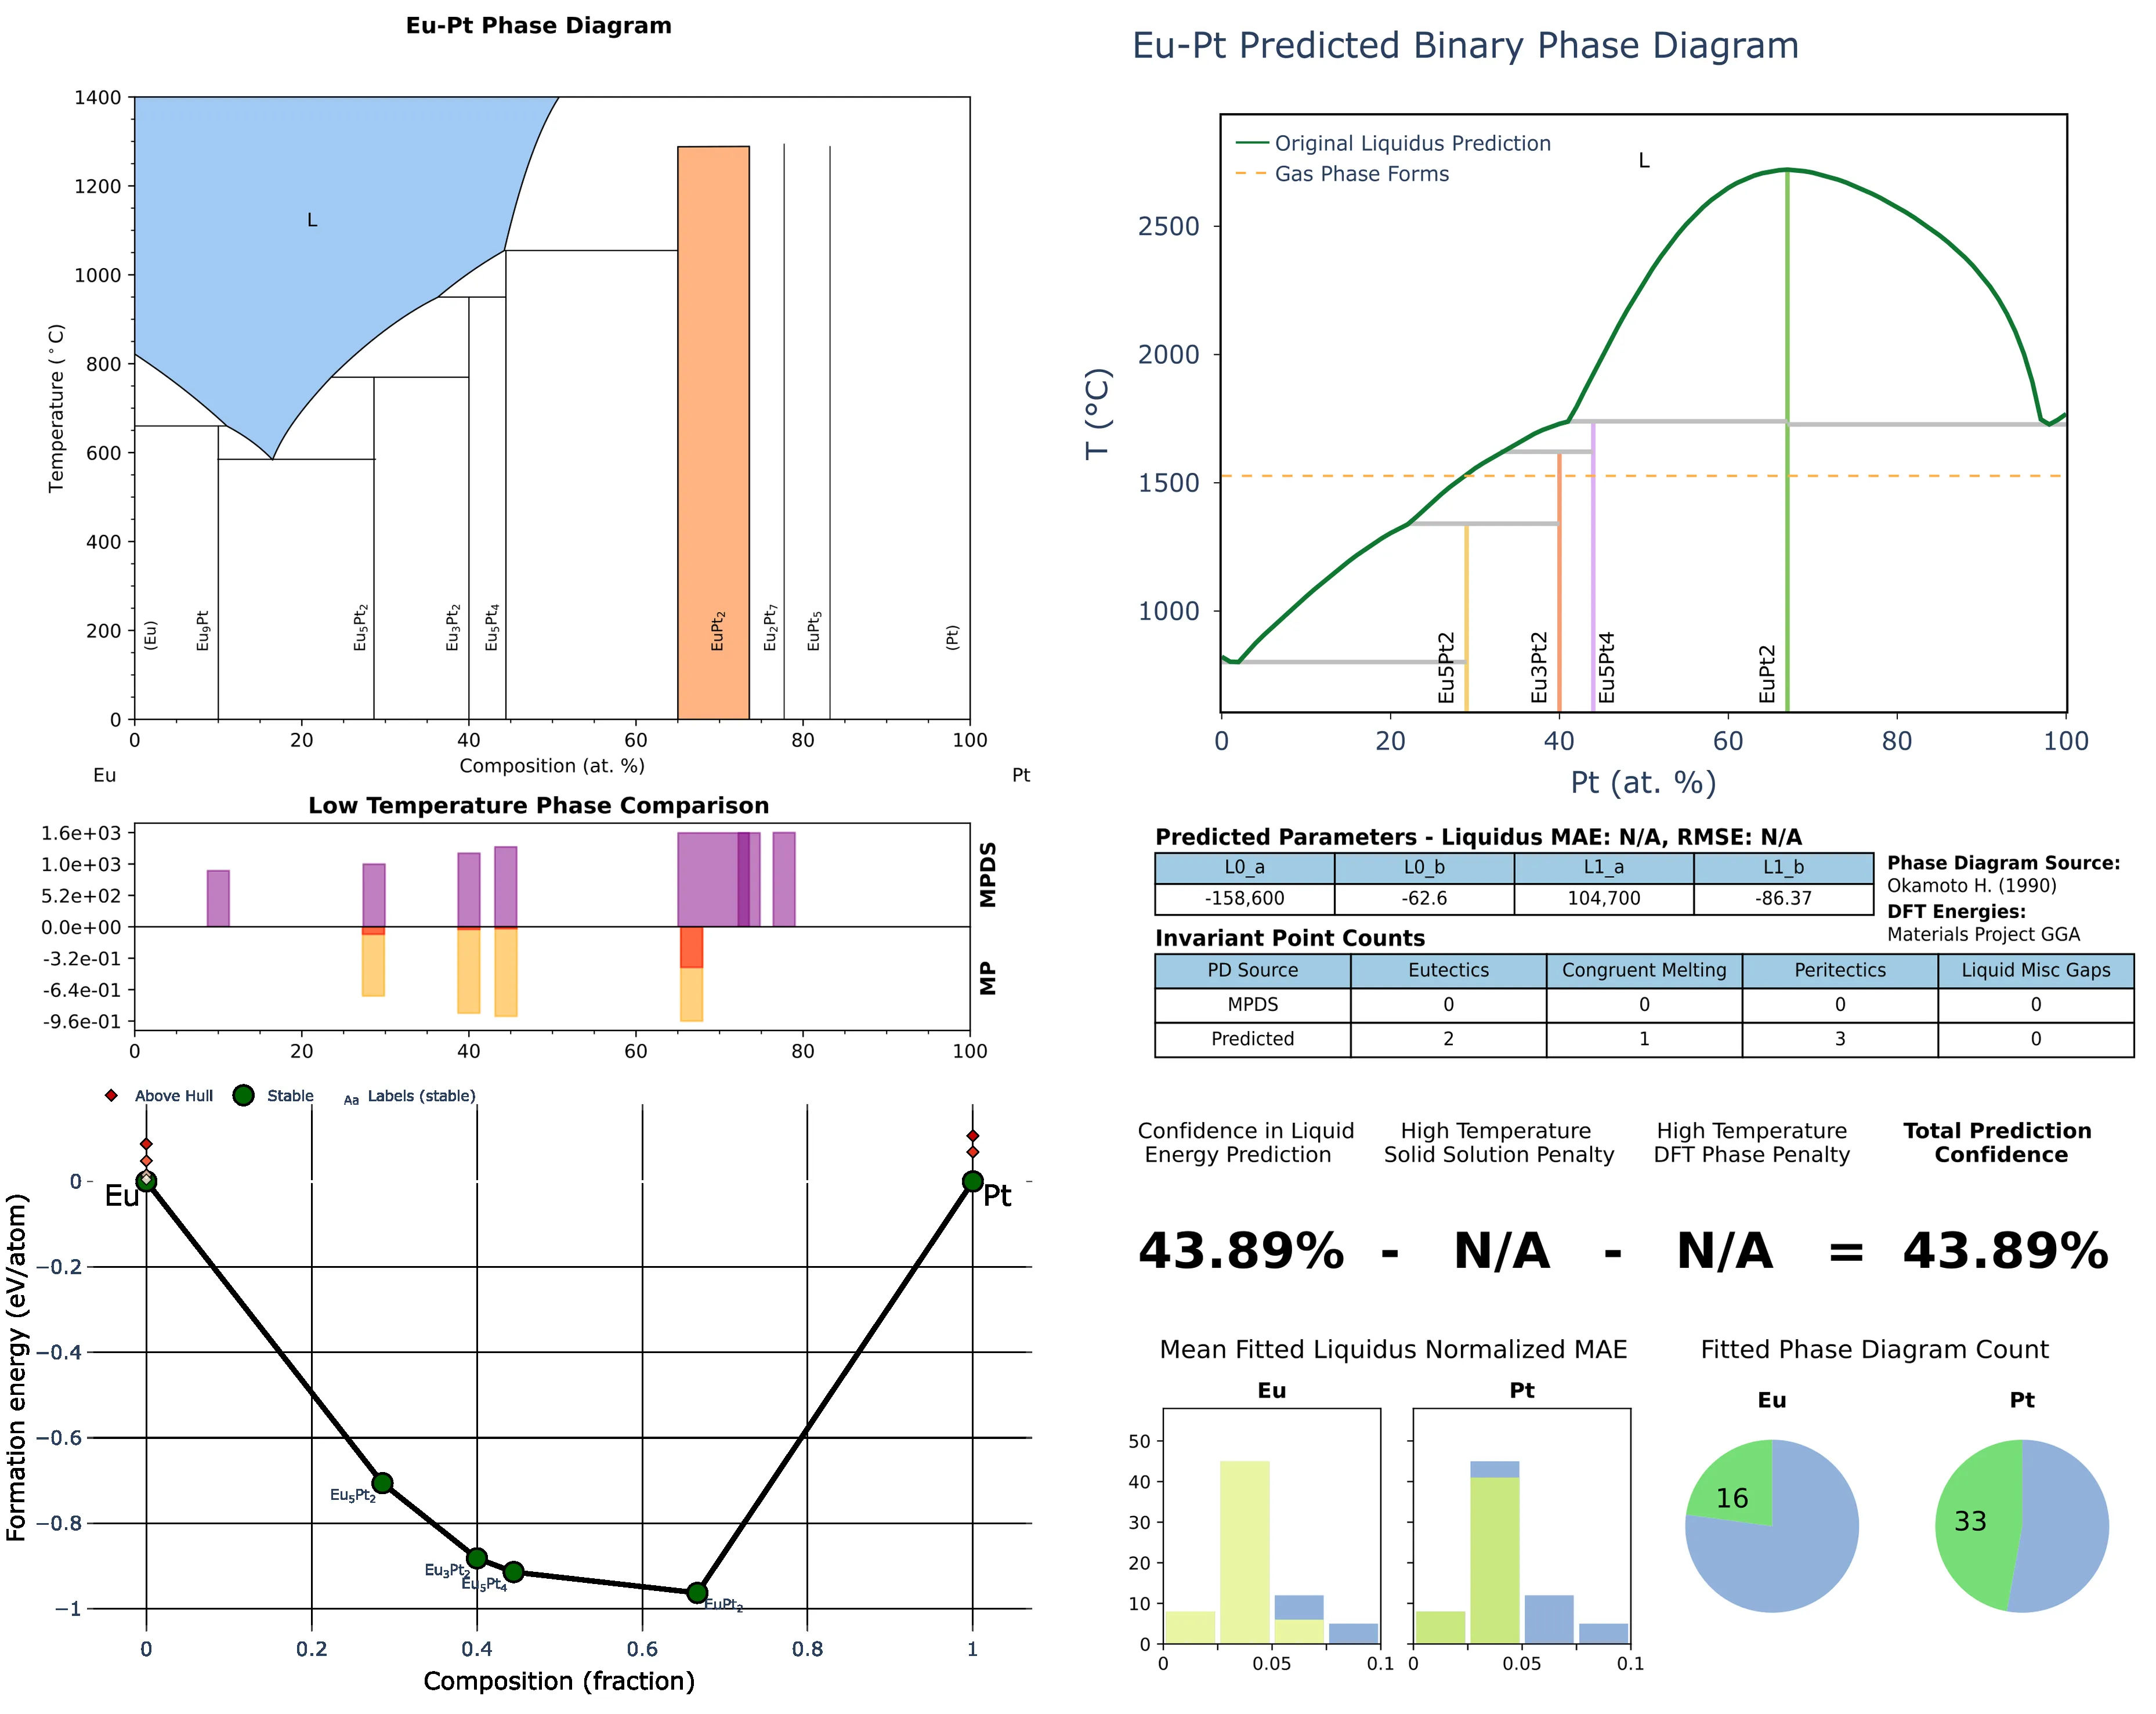 Eu-Pt Phase Diagram
1400
1200
1000
800
600
400
200
0
Temperature (°C)
L
(Eu)
Eu₉Pt
Eu₅Pt₂
Eu₃Pt₂
Eu₅Pt₄
EuPt₂
Eu₂Pt₇
EuPt₅
(Pt)
0 20 40 60 80 100
Composition (at. %)
Eu Pt
Low Temperature Phase Comparison
1.6e+03
1.0e+03
5.2e+02
0.0e+00
-3.2e-01
-6.4e-01
-9.6e-01
MPDS
MP
0 20 40 60 80 100
Above Hull Stable Aa Labels (stable)
0
−0.2
−0.4
−0.6
−0.8
−1
Formation energy (eV/atom)
Eu
Pt
Eu₅Pt₂
Eu₃Pt₂
Eu₅Pt₄
EuPt₂
0 0.2 0.4 0.6 0.8 1
Composition (fraction)
Eu-Pt Predicted Binary Phase Diagram
Original Liquidus Prediction
Gas Phase Forms
L
2500
2000
1500
1000
T (°C)
Eu5Pt2
Eu3Pt2
Eu5Pt4
EuPt2
0 20 40 60 80 100
Pt (at. %)
Predicted Parameters - Liquidus MAE: N/A, RMSE: N/A
L0_a L0_b L1_a L1_b
-158,600 -62.6 104,700 -86.37
Phase Diagram Source:
Okamoto H. (1990)
DFT Energies:
Materials Project GGA
Invariant Point Counts
PD Source Eutectics Congruent Melting Peritectics Liquid Misc Gaps
MPDS 0 0 0 0
Predicted 2 1 3 0
Confidence in Liquid
Energy Prediction
High Temperature
Solid Solution Penalty
High Temperature
DFT Phase Penalty
Total Prediction
Confidence
43.89% - N/A - N/A = 43.89%
Mean Fitted Liquidus Normalized MAE
Eu
Pt
50
40
30
20
10
0
0 0.05 0.1
0 0.05 0.1
Fitted Phase Diagram Count
Eu
Pt
16
33